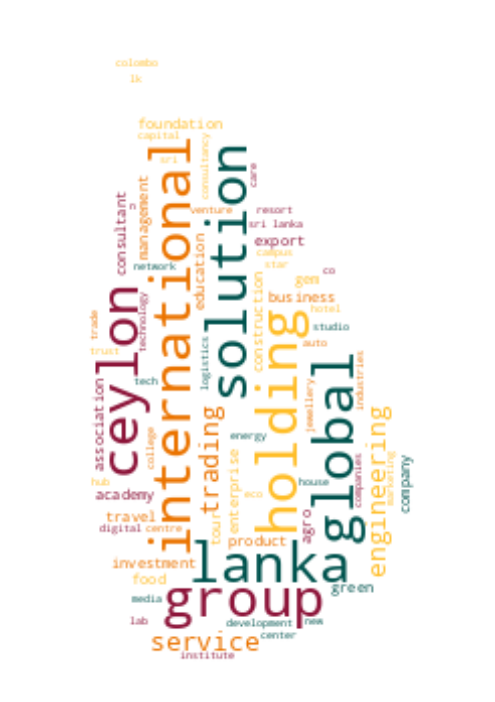 colombo
lk
foundation
capital
sri
consultancy
international
solution
care
management
consultant
n
venture
resort
sri lanka
export
education
campus
star
network
co
gem
construction
business
hotel
ceylon
technology
holding
studio
trade
trust
logistics
auto
global
industries
tech
association
jewellery
trading
engineering
college
energy
enterprise
tour
marketing
company
companies
hub
house
eco
academy
agro
travel
digital
centre
product
lanka
investment
food
green
group
media
lab
development
new
center
service
institute